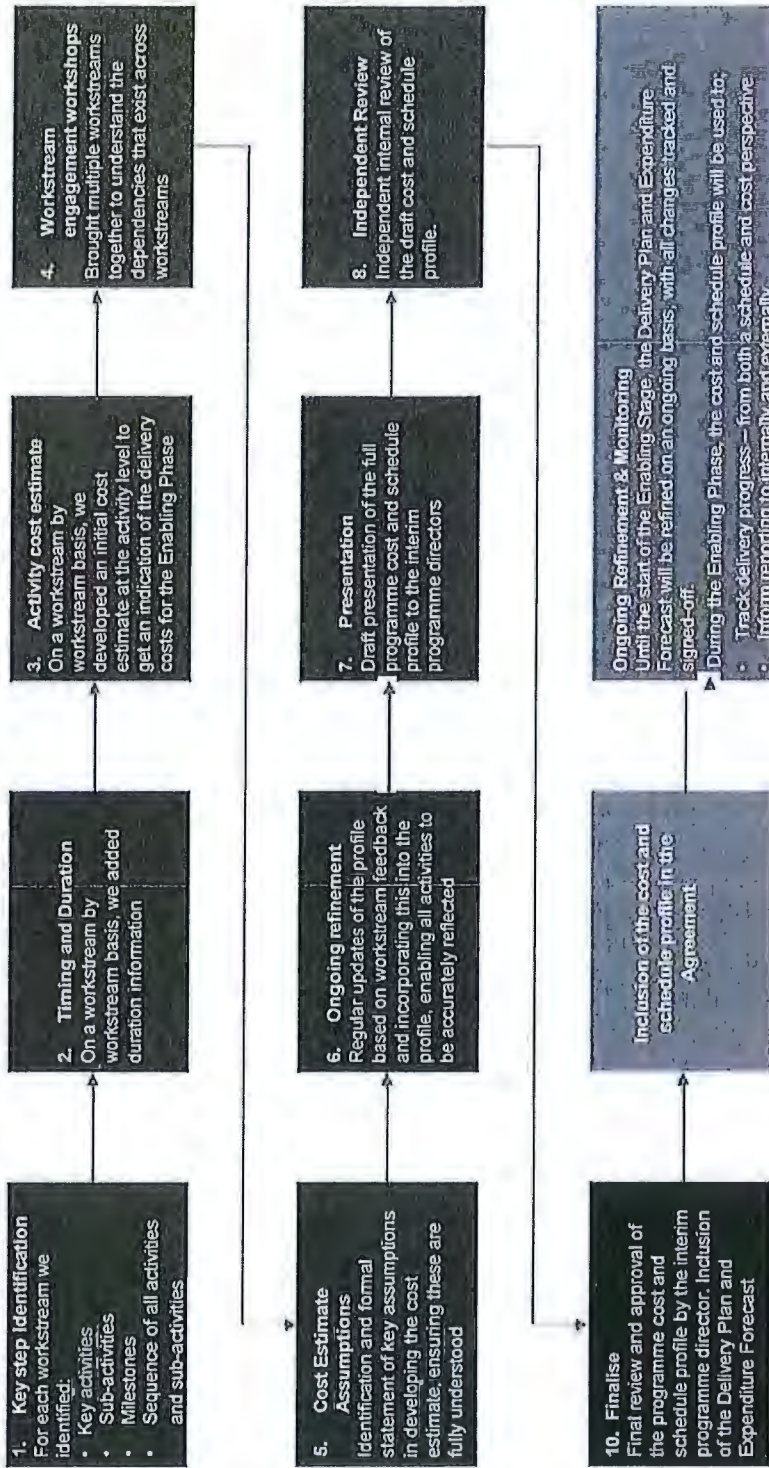 1. Key step Identification
For each workstream we
identified:
• Key activities
• Sub-activities
• Milestones
• Sequence of all activities
and sub-activities
2. Timing and Duration
On a workstream by
workstream basis, we added
duration information
3. Activity cost estimate
On a workstream by
workstream basis, we
developed an initial cost
estimate at the activity level to
get an indication of the delivery
costs for the Enabling Phase
4. Workstream
engagement workshops
Brought multiple workstreams
together to understand the
dependencies that exist across
workstreams
5. Cost Estimate
Assumptions
Identification and formal
statement of key assumptions
in developing the cost
estimate, ensuring these are
fully understood
6. Ongoing refinement
Regular updates of the profile
based on workstream feedback
and incorporating this into the
profile, enabling all activities to
be accurately reflected
7. Presentation
Draft presentation of the full
programme cost and schedule
profile to the interim
programme directors
8. Independent Review
Independent internal review of
the draft cost and schedule
profile.
10. Finalise
Final review and approval of
the programme cost and
schedule profile by the interim
programme director. Inclusion
of the Delivery Plan and
Expenditure Forecast
Inclusion of the cost and
schedule profile in the
Agreement
Ongoing Refinement & Monitoring
Until the start of the Enabling Stage, the Delivery Plan and Expenditure
Forecast will be refined on an ongoing basis, with all changes tracked and
signed-off.
During the Enabling Phase, the cost and schedule profile will be used to;
• Track delivery progress – from both a schedule and cost perspective
• Inform reporting to internally and externally